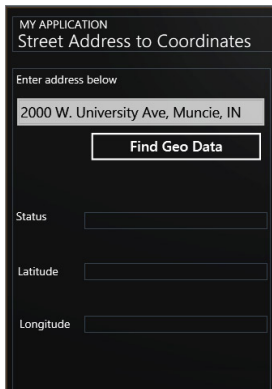 MY APPLICATION
Street Address to Coordinates
Enter address below
2000 W. University Ave, Muncie, IN
Find Geo Data
Status
Latitude
Longitude